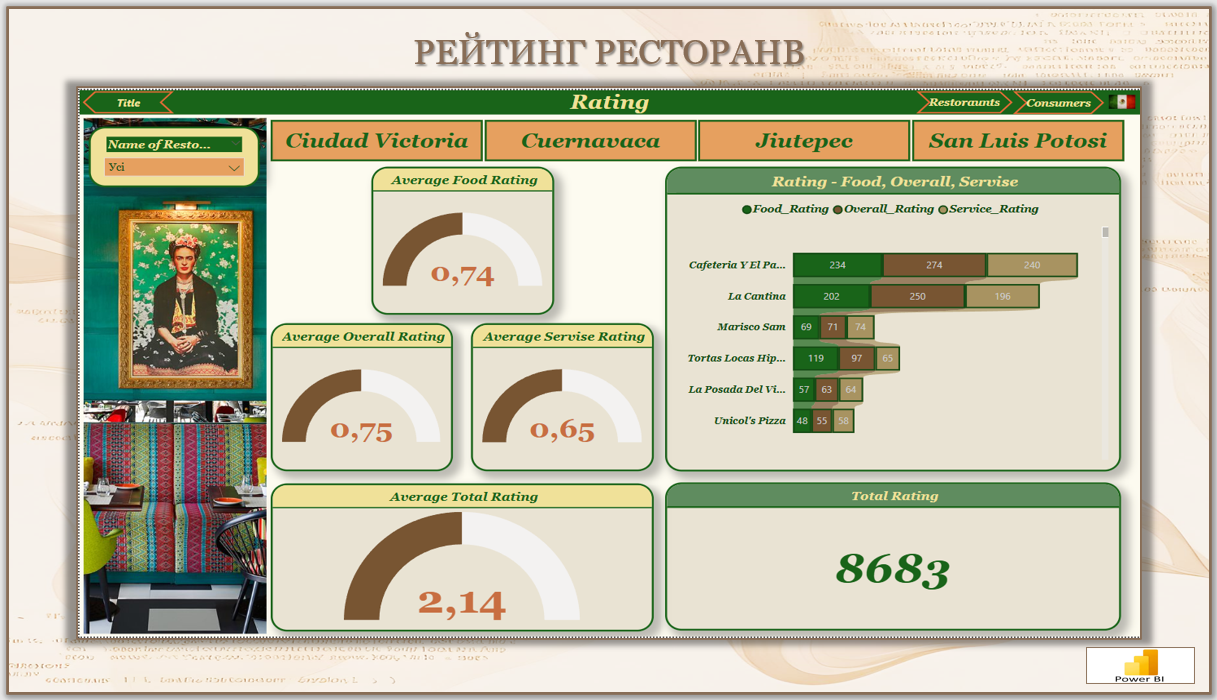 РЕЙТИНГ РЕСТОРАНВ
Title
Rating
Restoraunts
Consumers
Name of Resto...
Усі
Ciudad Victoria
Cuernavaca
Jiutepec
San Luis Potosi
Average Food Rating
0,74
Average Overall Rating
0,75
Average Servise Rating
0,65
Rating - Food, Overall, Servise
Food_Rating Overall_Rating Service_Rating
Cafeteria Y El Pa... 234 274 240
La Cantina 202 250 196
Marisco Sam 69 71 74
Tortas Locas Hip... 119 97 65
La Posada Del Vi... 57 63 64
Unicol's Pizza 48 55 58
Average Total Rating
2,14
Total Rating
8683
Power BI